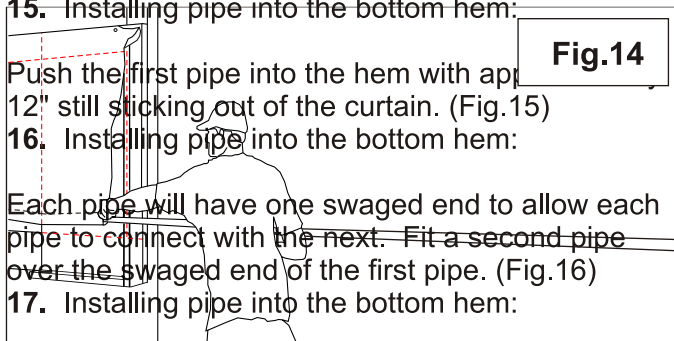 15. Installing pipe into the bottom hem:
Fig.14
Push the first pipe into the hem with
12" still sticking out of the curtain. (Fig.15)
16. Installing pipe into the bottom hem:
Each pipe will have one swaged end to allow each
pipe to connect with the next. Fit a second pipe
over the swaged end of the first pipe. (Fig.16)
17. Installing pipe into the bottom hem: